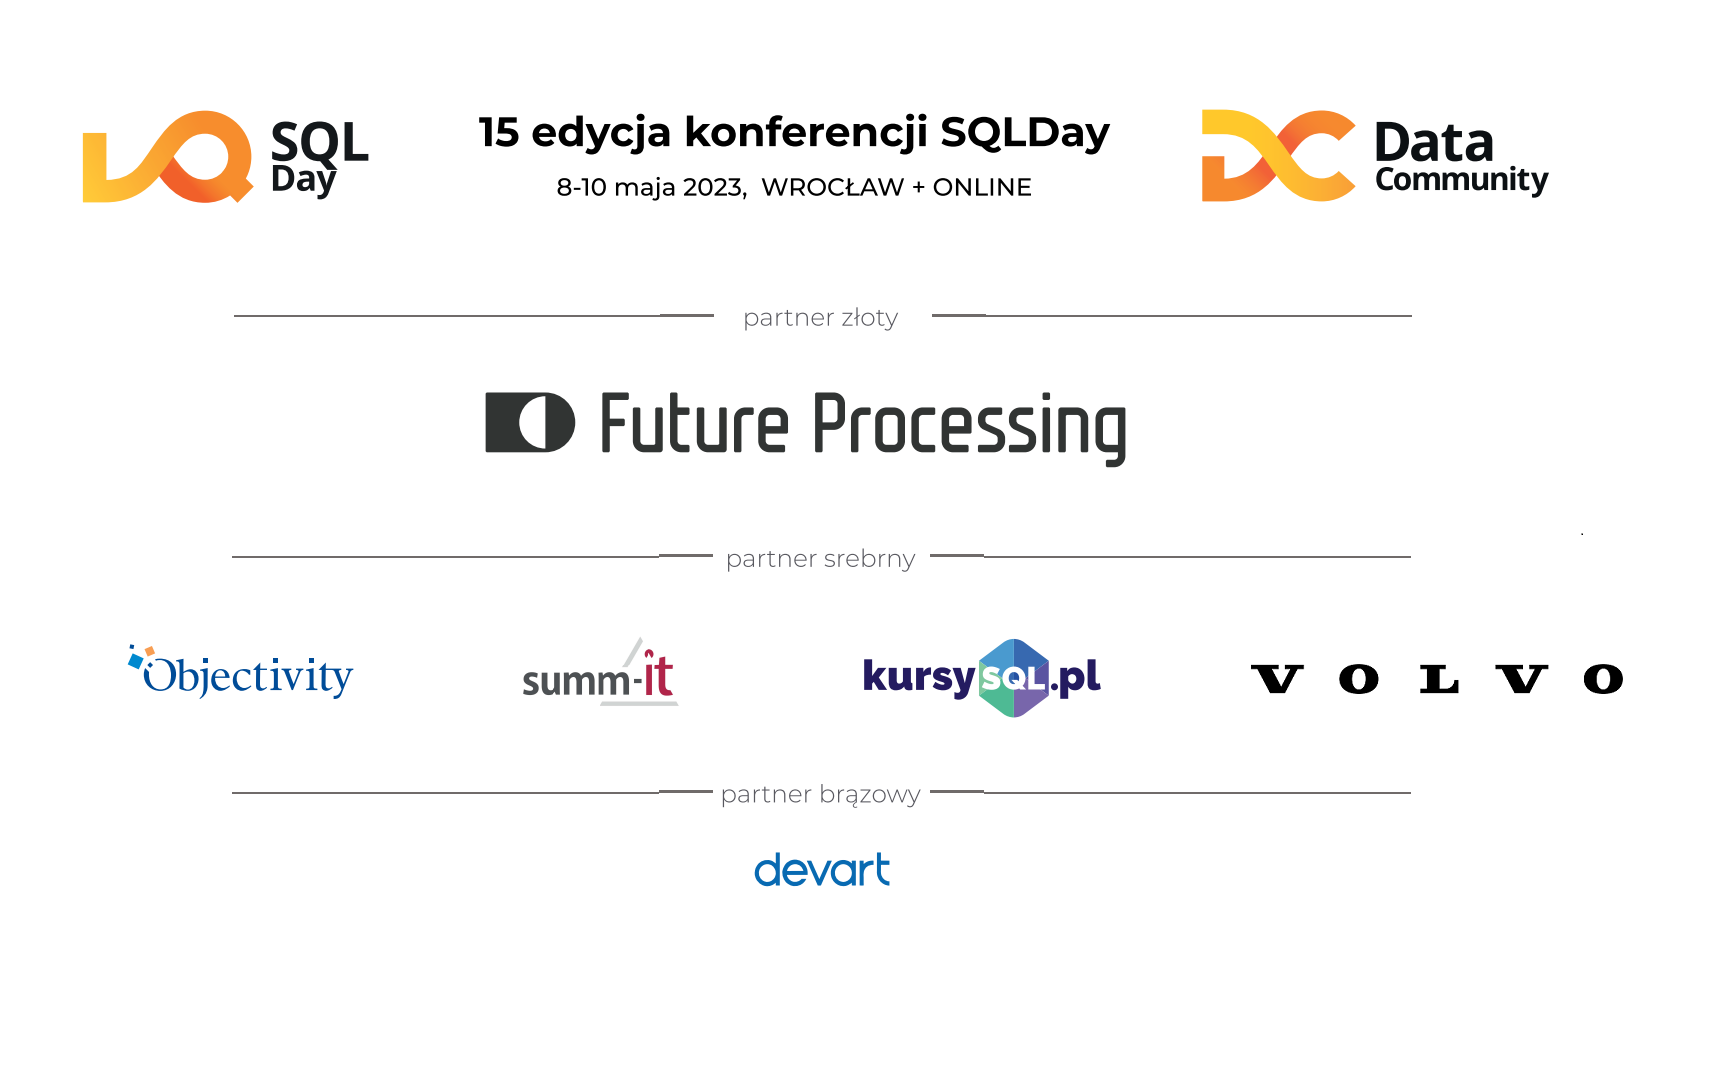 SQL
Day
15 edycja konferencji SQLDay
8-10 maja 2023, WROCŁAW + ONLINE
Data
Community
partner złoty
Future Processing
partner srebrny
Objectivity
summ-it
kursySQL.pl
VOLVO
partner brązowy
devart